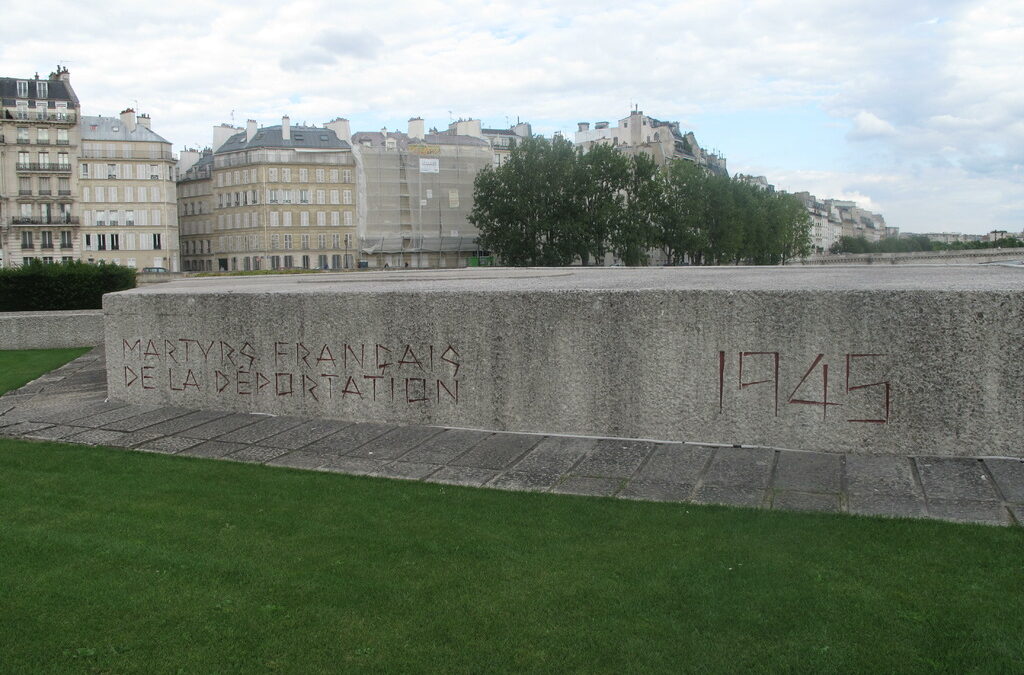 MARTYRS FRANÇAIS
DE LA DÉPORTATION
1945